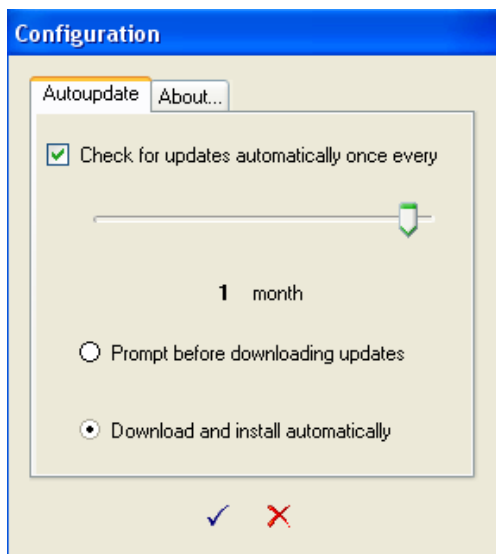 Configuration
Autoupdate About...
Check for updates automatically once every
1 month
Prompt before downloading updates
Download and install automatically